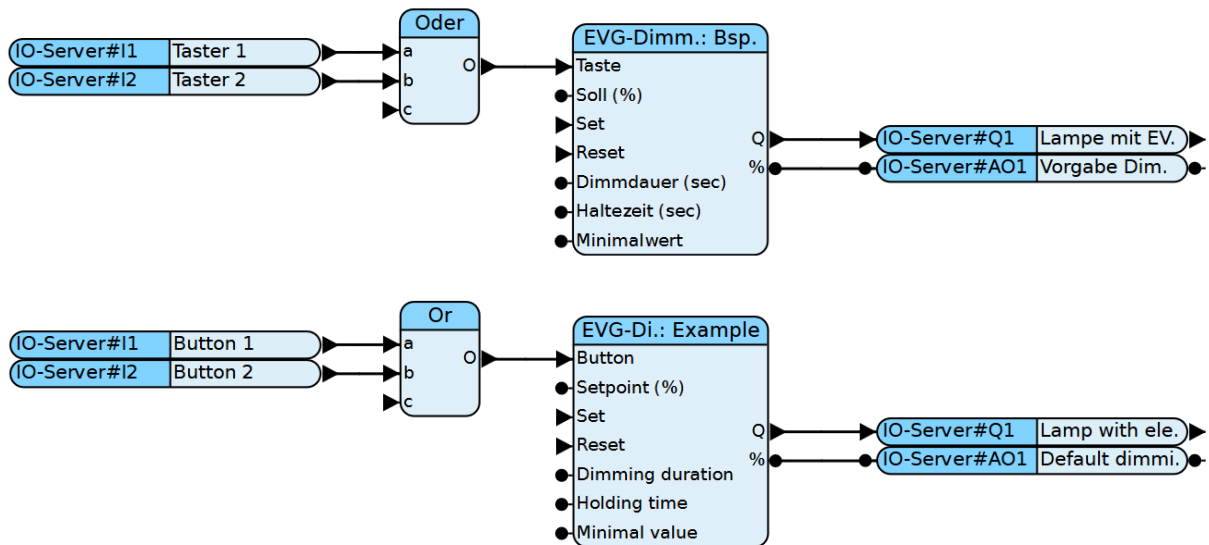 Oder
IO-Server#I1 Taster 1
IO-Server#I2 Taster 2
a
b
c
O
EVG-Dimm.: Bsp.
Taste
Soll (%)
Set
Reset
Dimmdauer (sec)
Haltezeit (sec)
Minimalwert
Q
%
IO-Server#Q1 Lampe mit EV.
IO-Server#AO1 Vorgabe Dim.
Or
IO-Server#I1 Button 1
IO-Server#I2 Button 2
a
b
c
O
EVG-Di.: Example
Button
Setpoint (%)
Set
Reset
Dimming duration
Holding time
Minimal value
Q
%
IO-Server#Q1 Lamp with ele.
IO-Server#AO1 Default dimmi.